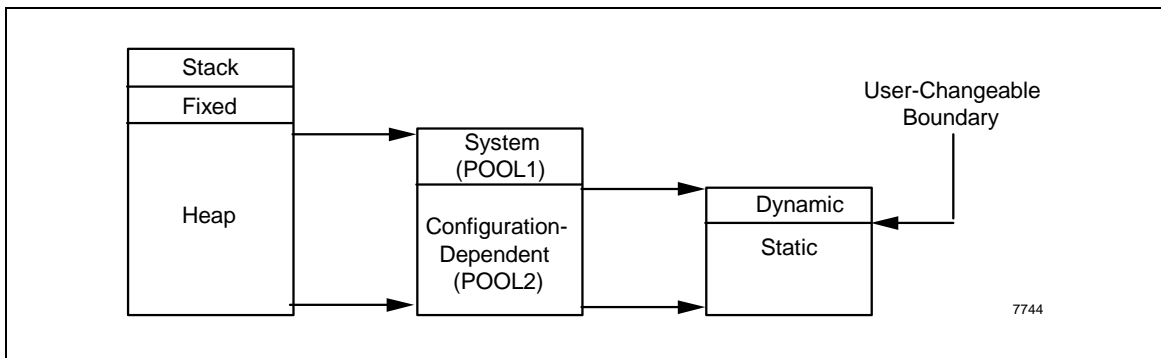 Stack
Fixed
Heap
System
(POOL1)
Configuration-
Dependent
(POOL2)
Dynamic
Static
User-Changeable
Boundary
7744